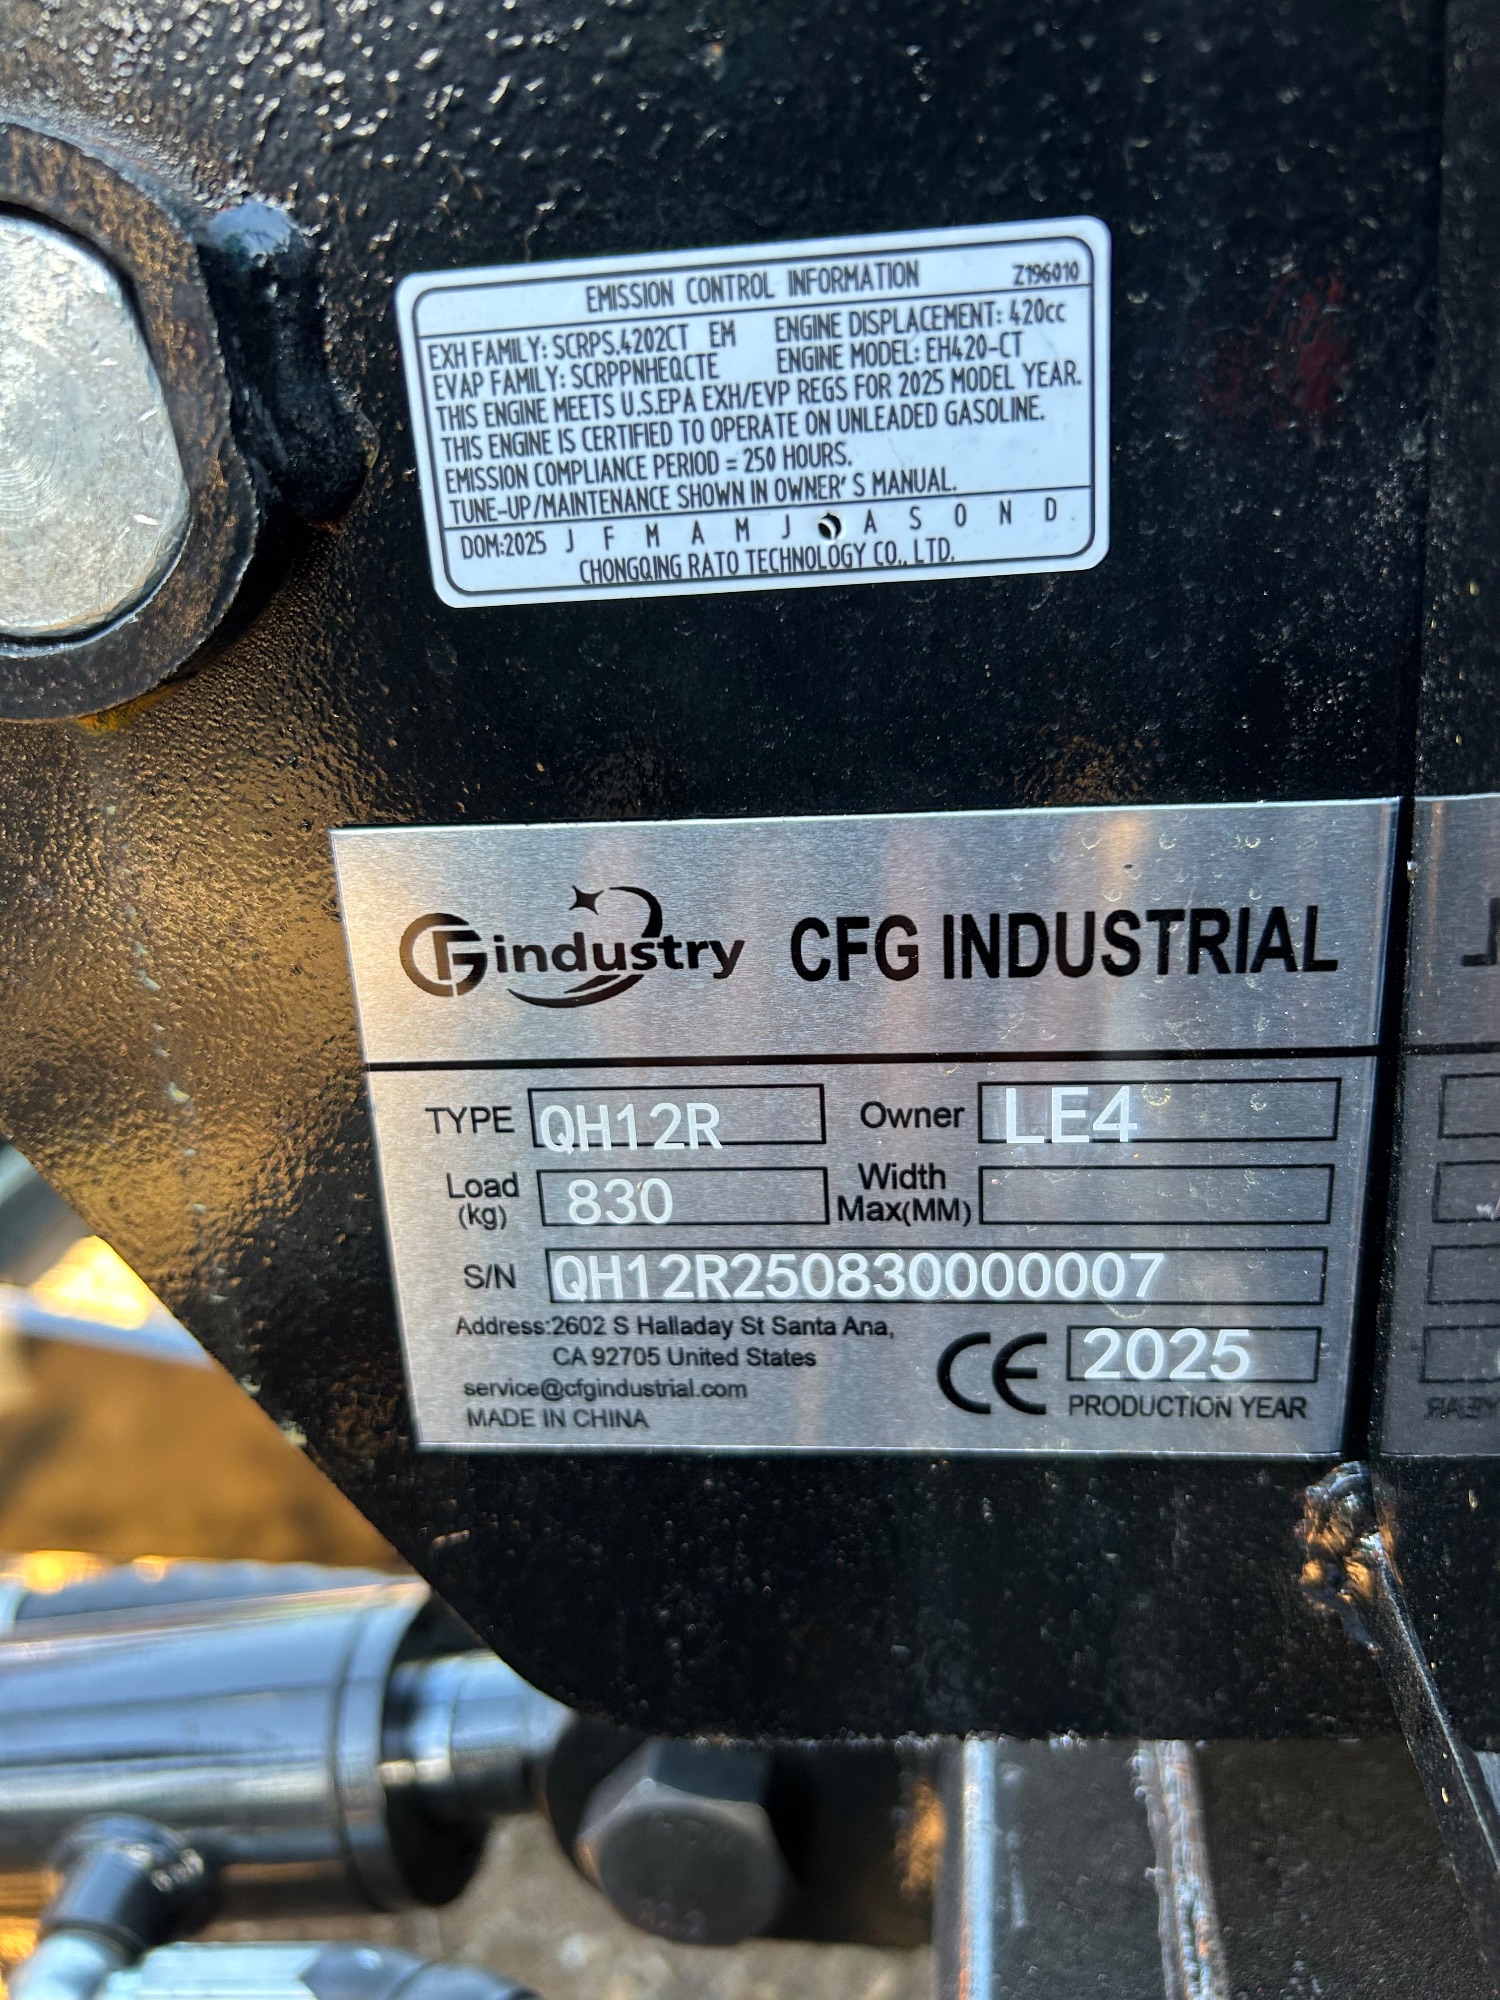 EMISSION CONTROL INFORMATION Z196010
EXH FAMILY: SCRPS.4202CT EM ENGINE DISPLACEMENT: 420cc
EVAP FAMILY: SCRPPNHEQCTE ENGINE MODEL: EH420-CT
THIS ENGINE MEETS U.S.EPA EXH/EVP REGS FOR 2025 MODEL YEAR.
THIS ENGINE IS CERTIFIED TO OPERATE ON UNLEADED GASOLINE.
EMISSION COMPLIANCE PERIOD = 250 HOURS.
TUNE-UP/MAINTENANCE SHOWN IN OWNER' S MANUAL.
DOM:2025 J F M A M J A S O N D
CHONGQING RATO TECHNOLOGY CO., LTD.
CFG industry CFG INDUSTRIAL
TYPE QH12R Owner LE4
Load (kg) 830 Width Max(MM)
S/N QH12R250830000007
Address:2602 S Halladay St Santa Ana,
CA 92705 United States
service@cfgindustrial.com
MADE IN CHINA
CE 2025
PRODUCTION YEAR